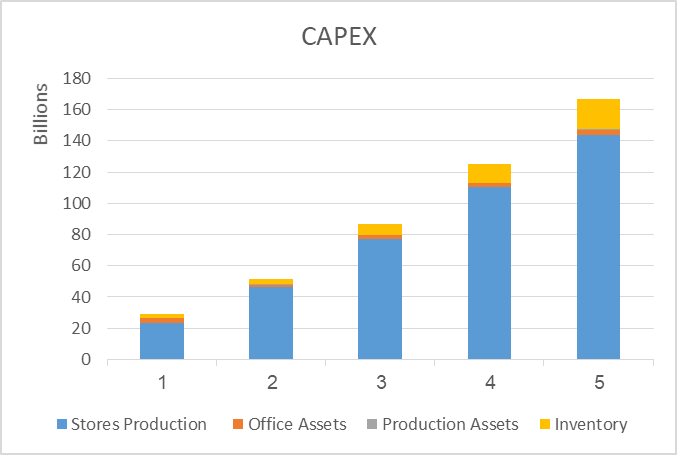 CAPEX
Billions
180
160
140
120
100
80
60
40
20
0
1 2 3 4 5
Stores Production Office Assets Production Assets Inventory